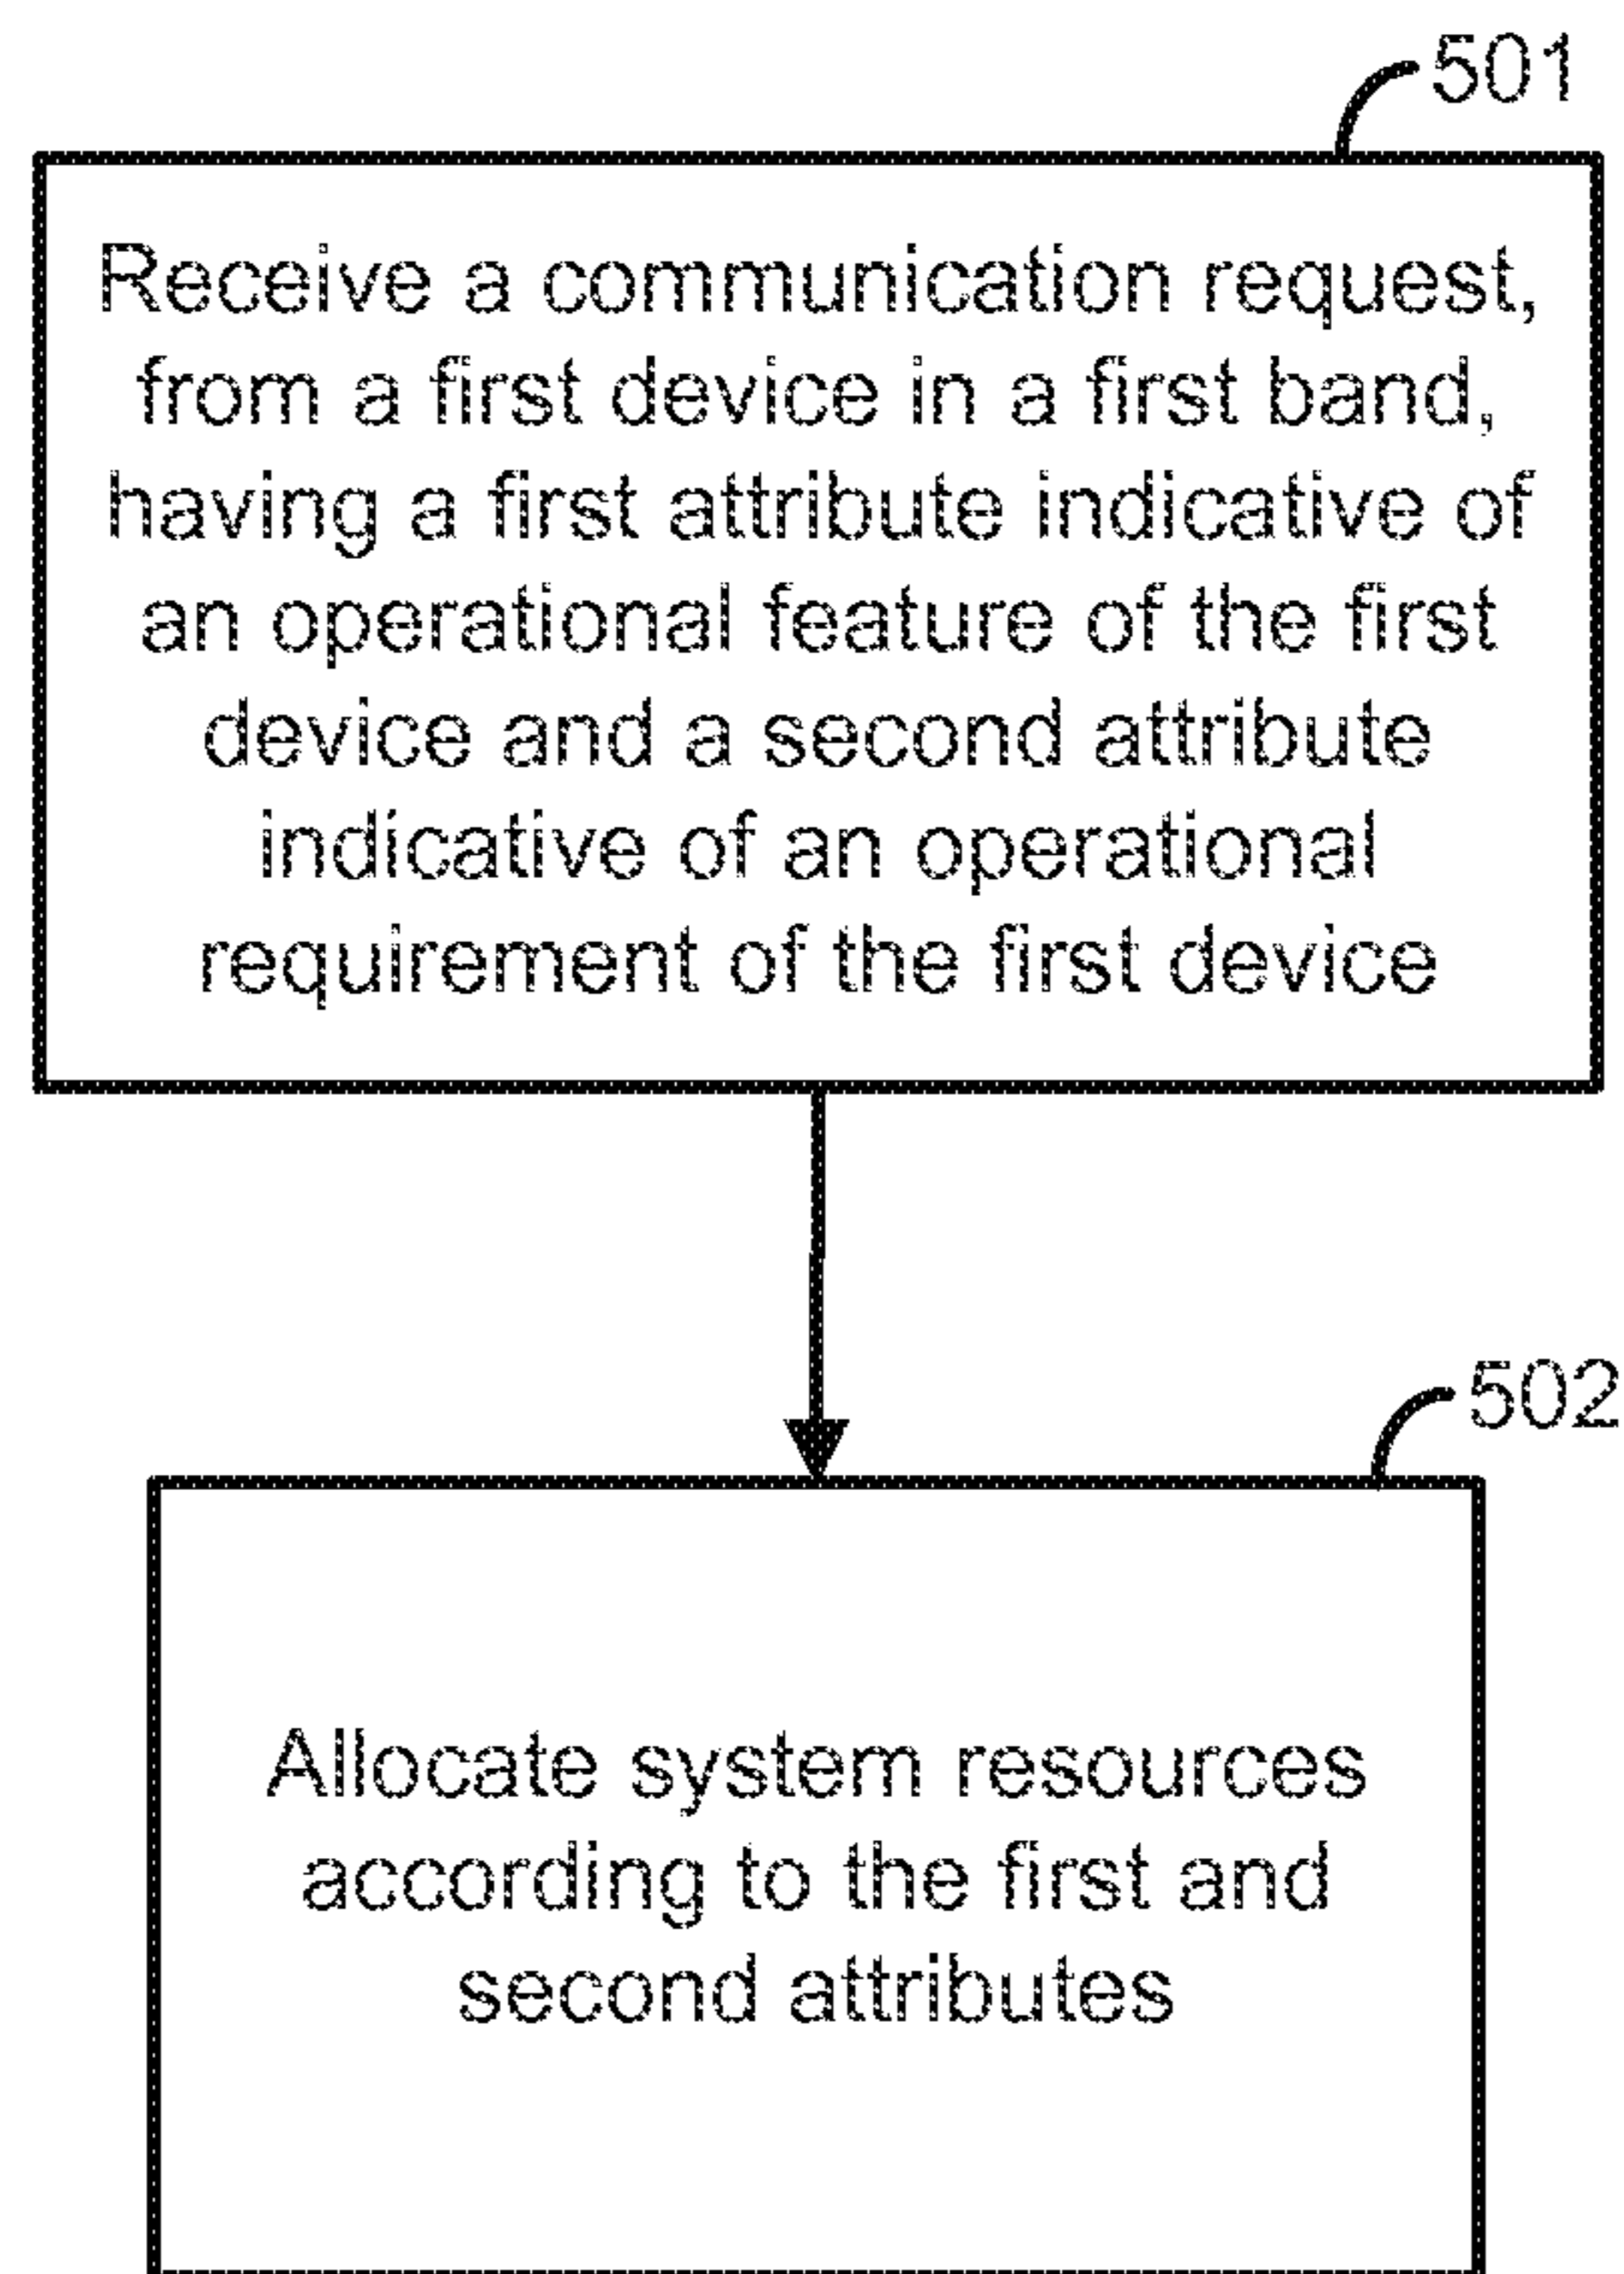 501
Receive a communication request,
from a first device in a first band,
having a first attribute indicative of
an operational feature of the first
device and a second attribute
indicative of an operational
requirement of the first device
502
Allocate system resources
according to the first and
second attributes